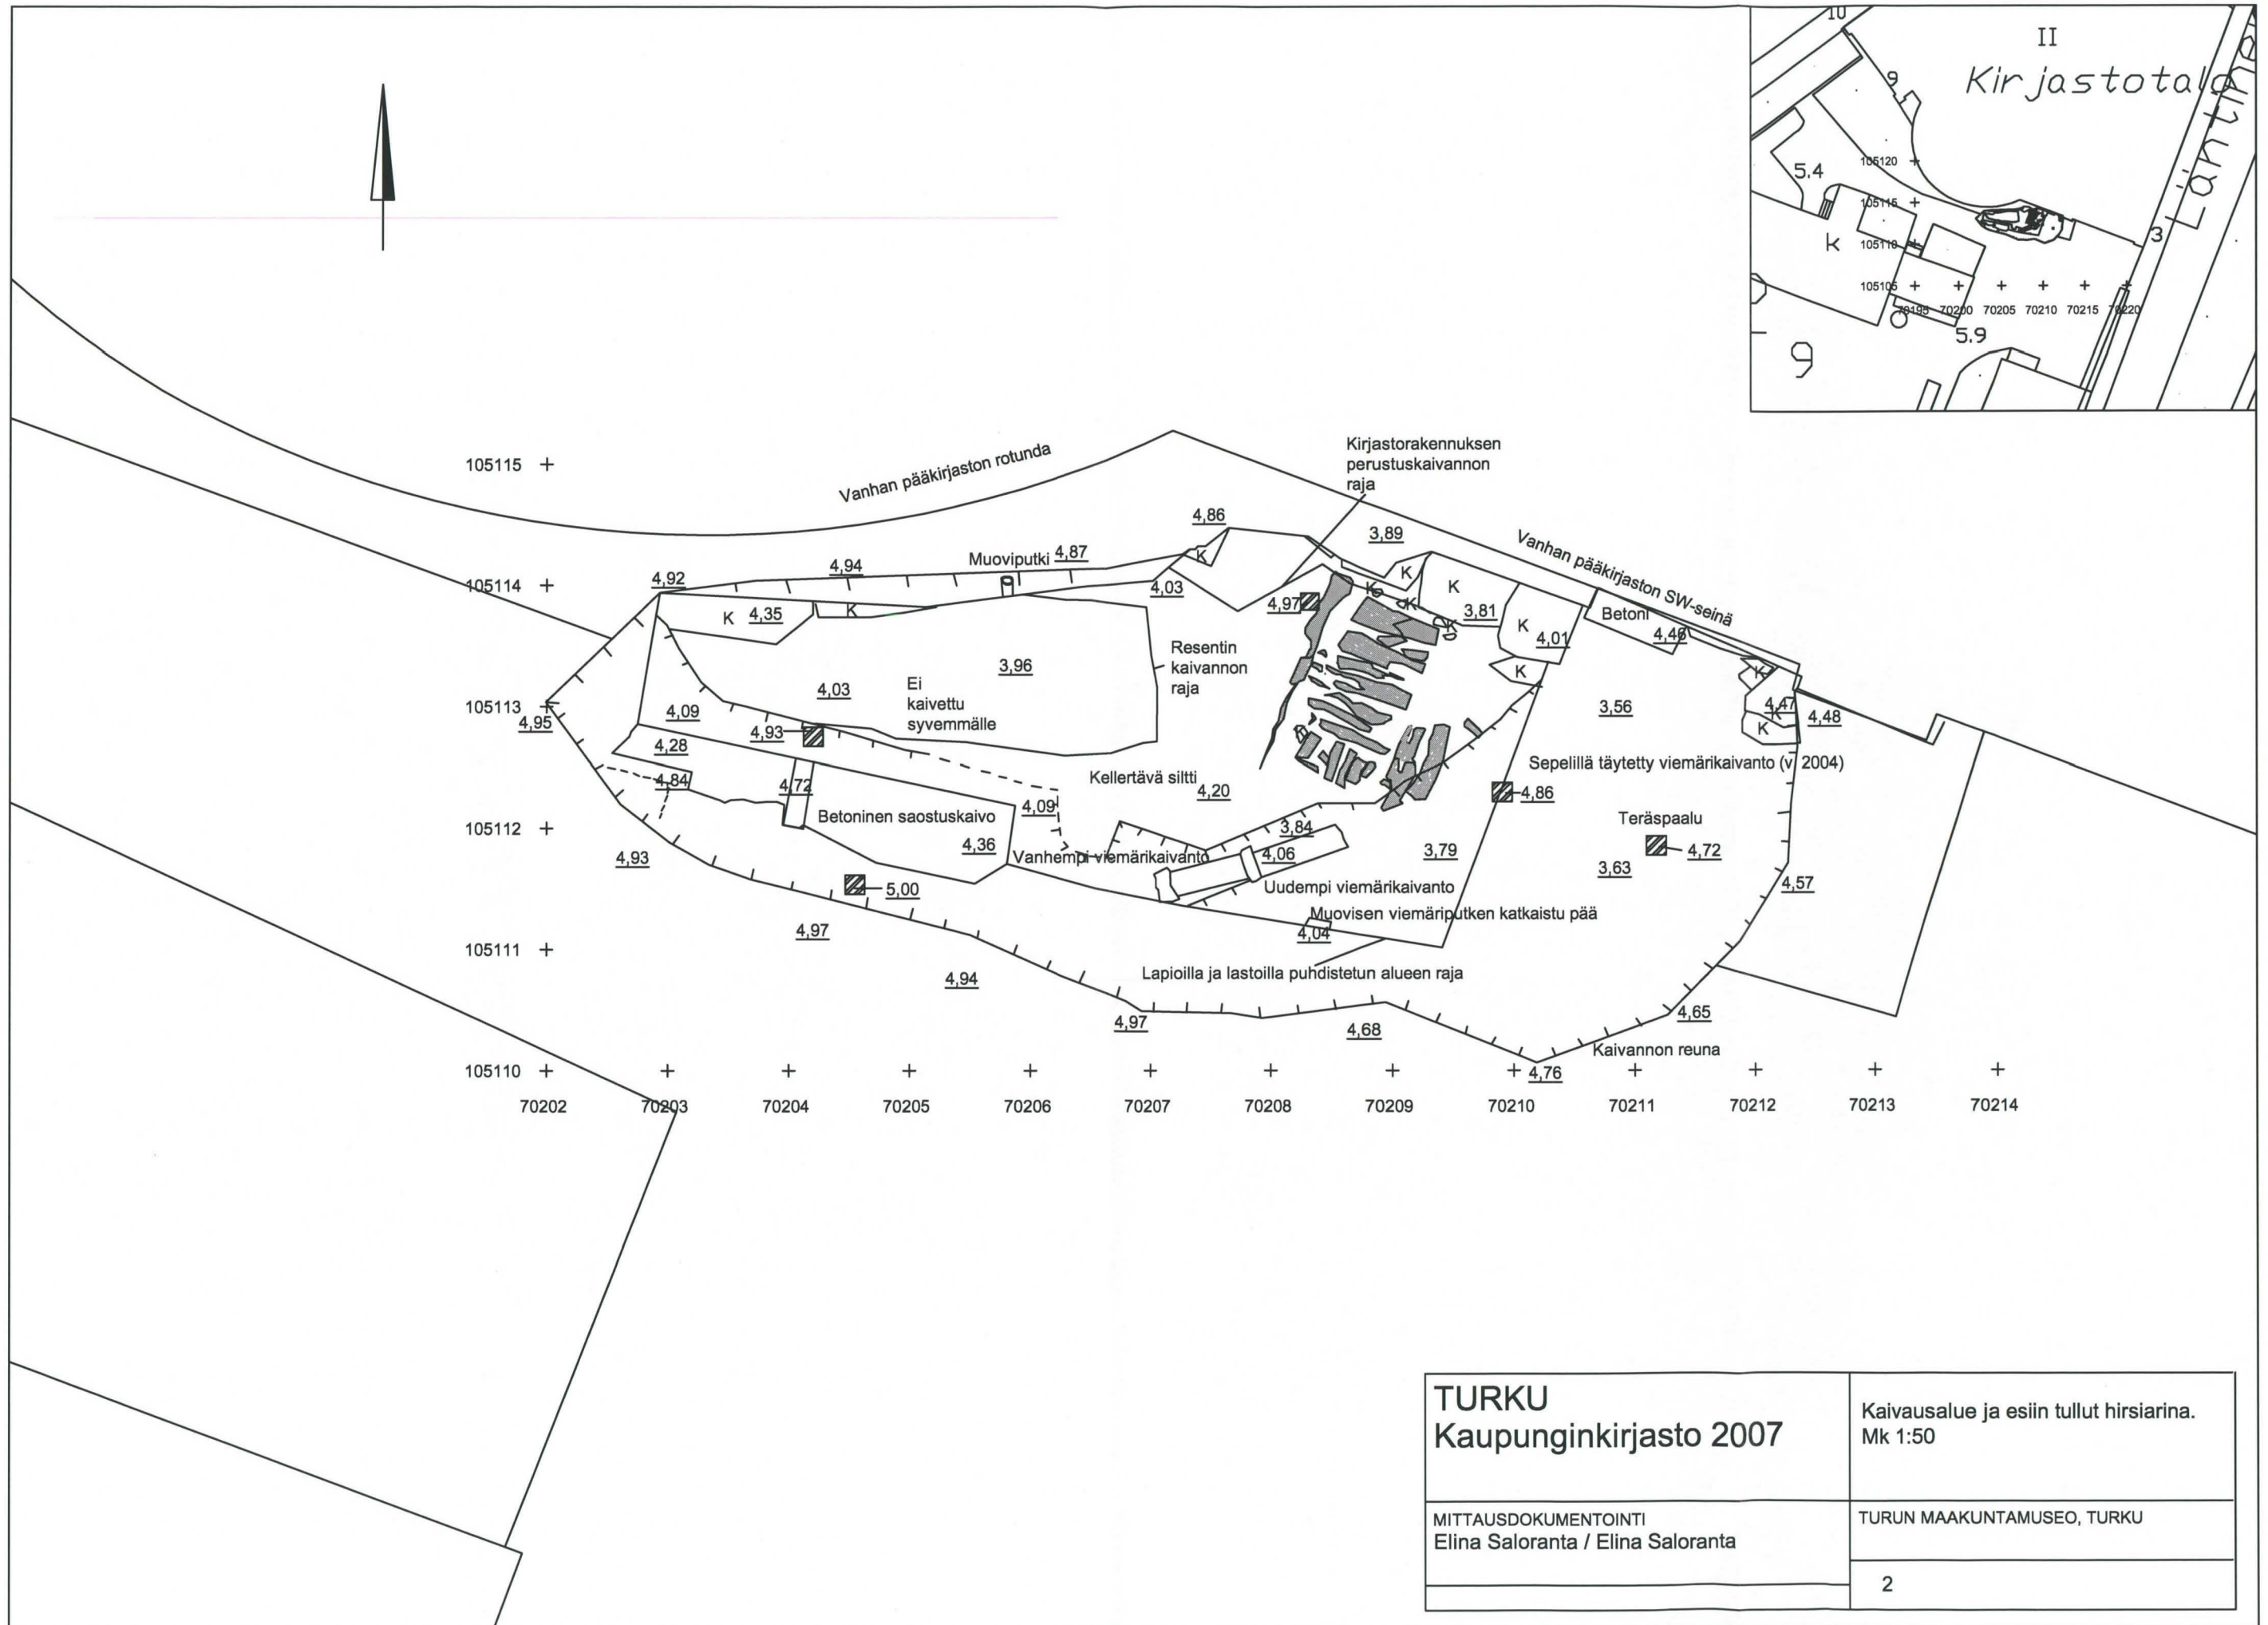 10
II
Kirjastotalo
9
5.4
105120
105115
k
105110
105105
3
70195 70200 70205 70210 70215 70220
5.9
9
Kirjastorakennuksen
perustuskaivannon
raja
105115
Vanhan pääkirjaston rotunda
4,86
3,89
Vanhan pääkirjaston SW-seinä
Muoviputki 4,87
K
4,94
4,92
105114
4,03
K
K
K
4,97
K
K 4,35
K
3,81
K
K
4,01
Betoni
4,46
Resentin
kaivannon
raja
3,96
K
K
4,03
Ei
kaivettu
syvemmälle
105113
4,95
4,09
4,93
3,56
4,47
K
4,48
K
4,28
Sepelillä täytetty viemärikaivanto (v. 2004)
4,84
4,72
Kellertävä siltti
4,20
4,86
4,09
105112
Betoninen saostuskaivo
Teräspaalu
3,84
4,36
4,72
4,93
Vanhempi viemärikaivanto
4,06
3,79
3,63
5,00
Uudempi viemärikaivanto
4,57
Muovisen viemäriputken katkaistu pää
4,97
4,04
105111
4,94
Lapioilla ja lastoilla puhdistetun alueen raja
4,97
4,68
4,65
Kaivannon reuna
105110
4,76
70202 70203 70204 70205 70206 70207 70208 70209 70210 70211 70212 70213 70214
TURKU
Kaupunginkirjasto 2007
Kaivausalue ja esiin tullut hirsiarina.
Mk 1:50
MITTAUSDOKUMENTOINTI
Elina Saloranta / Elina Saloranta
TURUN MAAKUNTAMUSEO, TURKU
2